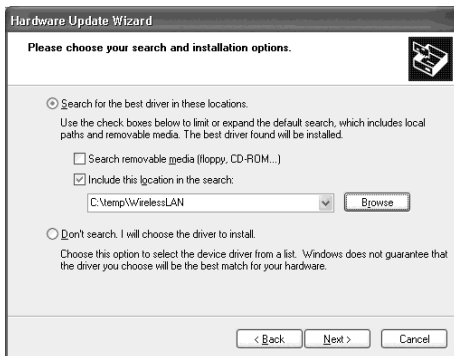 Hardware Update Wizard
Please choose your search and installation options.
Search for the best driver in these locations.
Use the check boxes below to limit or expand the default search, which includes local
paths and removable media. The best driver found will be installed.
Search removable media (floppy, CD-ROM...)
Include this location in the search:
C:\temp\WirelessLAN
Browse
Don't search. I will choose the driver to install.
Choose this option to select the device driver from a list. Windows does not guarantee that
the driver you choose will be the best match for your hardware.
< Back Next > Cancel